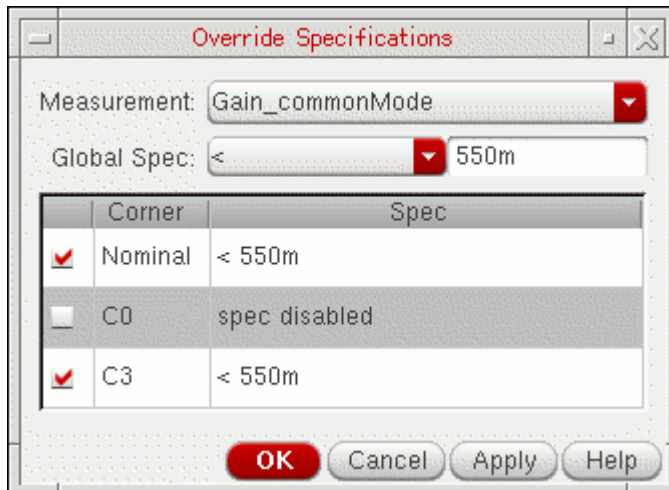 Override Specifications
Measurement: Gain_commonMode
Global Spec: < 550m
Corner Spec
Nominal < 550m
C0 spec disabled
C3 < 550m
OK Cancel Apply Help